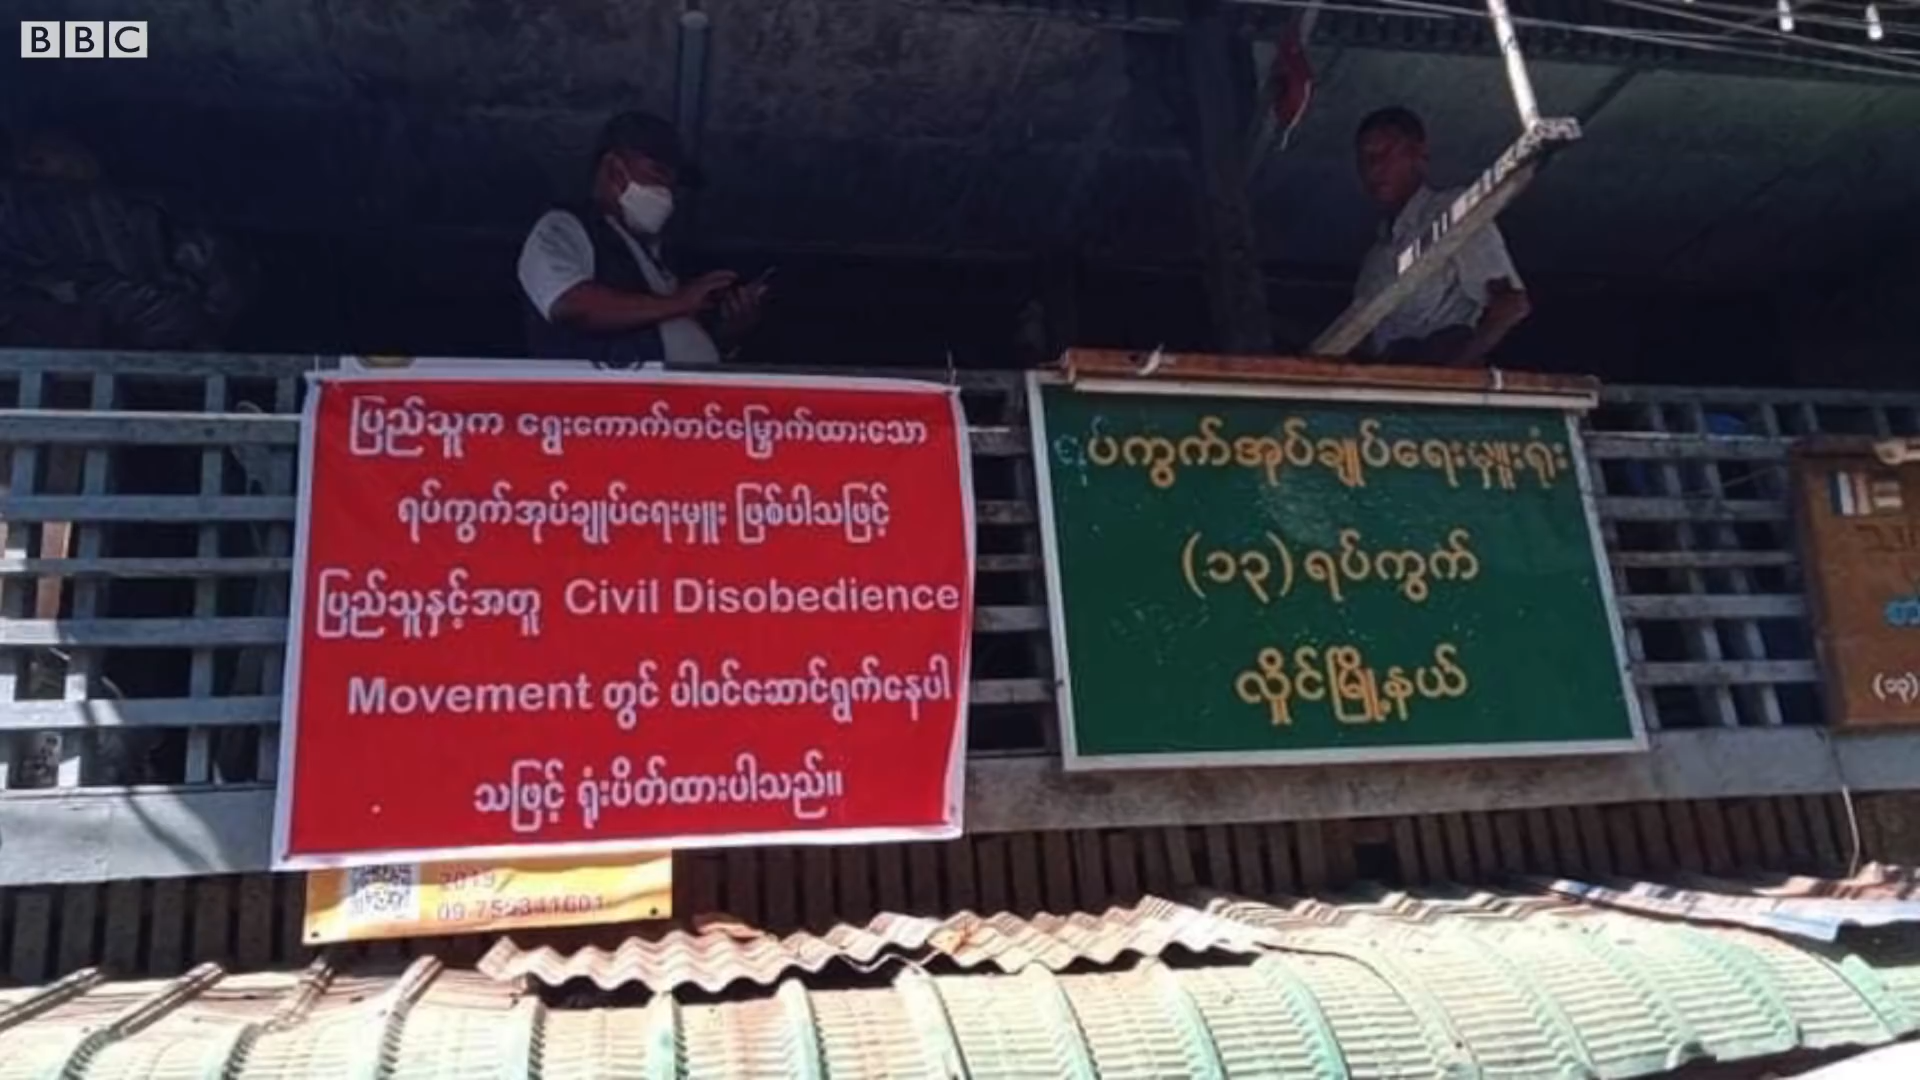 BBC
ပြည်သူက ရွေးကောက်တင်မြှောက်ထားသော
ရပ်ကွက်အုပ်ချုပ်ရေးမှူး ဖြစ်ပါသဖြင့်
ပြည်သူနှင့်အတူ Civil Disobedience
Movement တွင် ပါဝင်ဆောင်ရွက်နေပါ
သဖြင့် ရုံးပိတ်ထားပါသည်။
ရပ်ကွက်အုပ်ချုပ်ရေးမှူးရုံး
(၁၃) ရပ်ကွက်
လှိုင်မြို့နယ်
(၁၃)